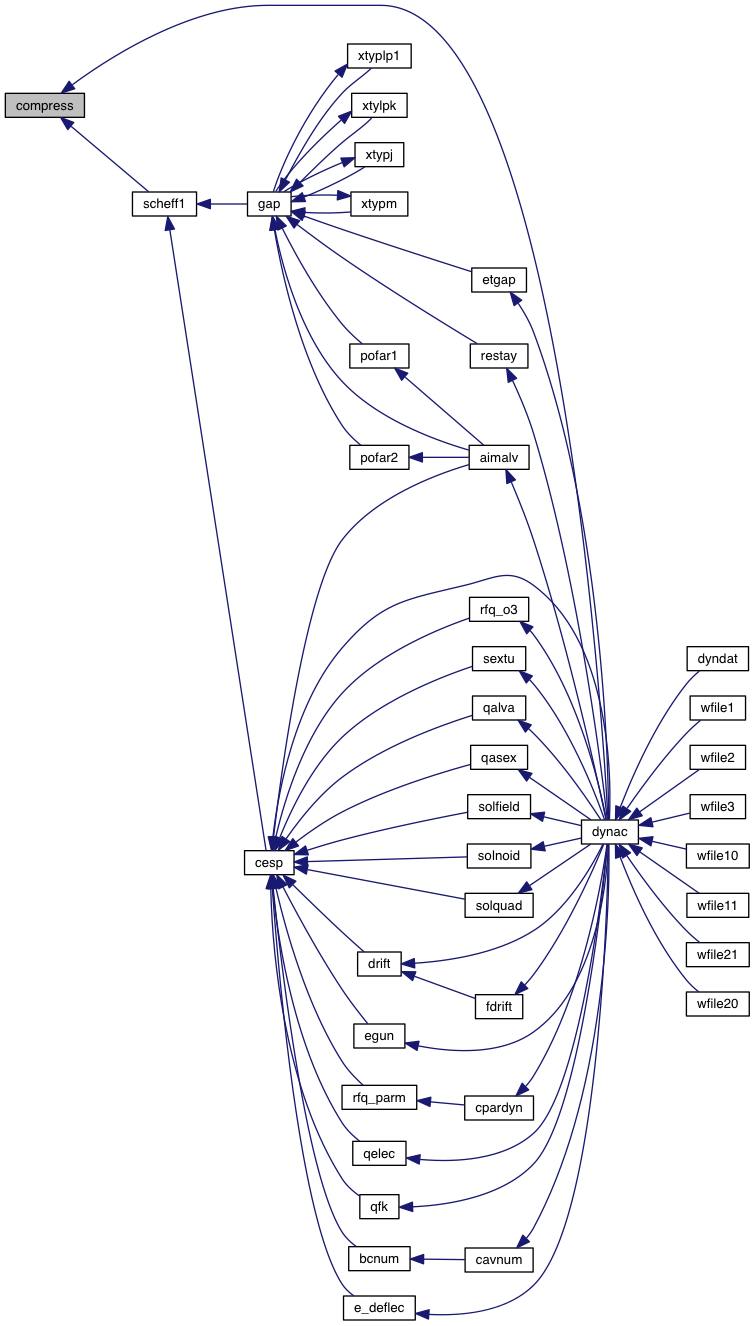 xtyplp1
xtylpk
compress
xtypj
scheff1
gap
xtypm
etgap
pofar1
restay
pofar2
aimalv
rfq_o3
sextu
dyndat
qalva
wfile1
qasex
wfile2
solfield
wfile3
dynac
cesp
solnoid
wfile10
solquad
wfile11
drift
wfile21
fdrift
wfile20
egun
rfq_parm
cpardyn
qelec
qfk
bcnum
cavnum
e_deflec